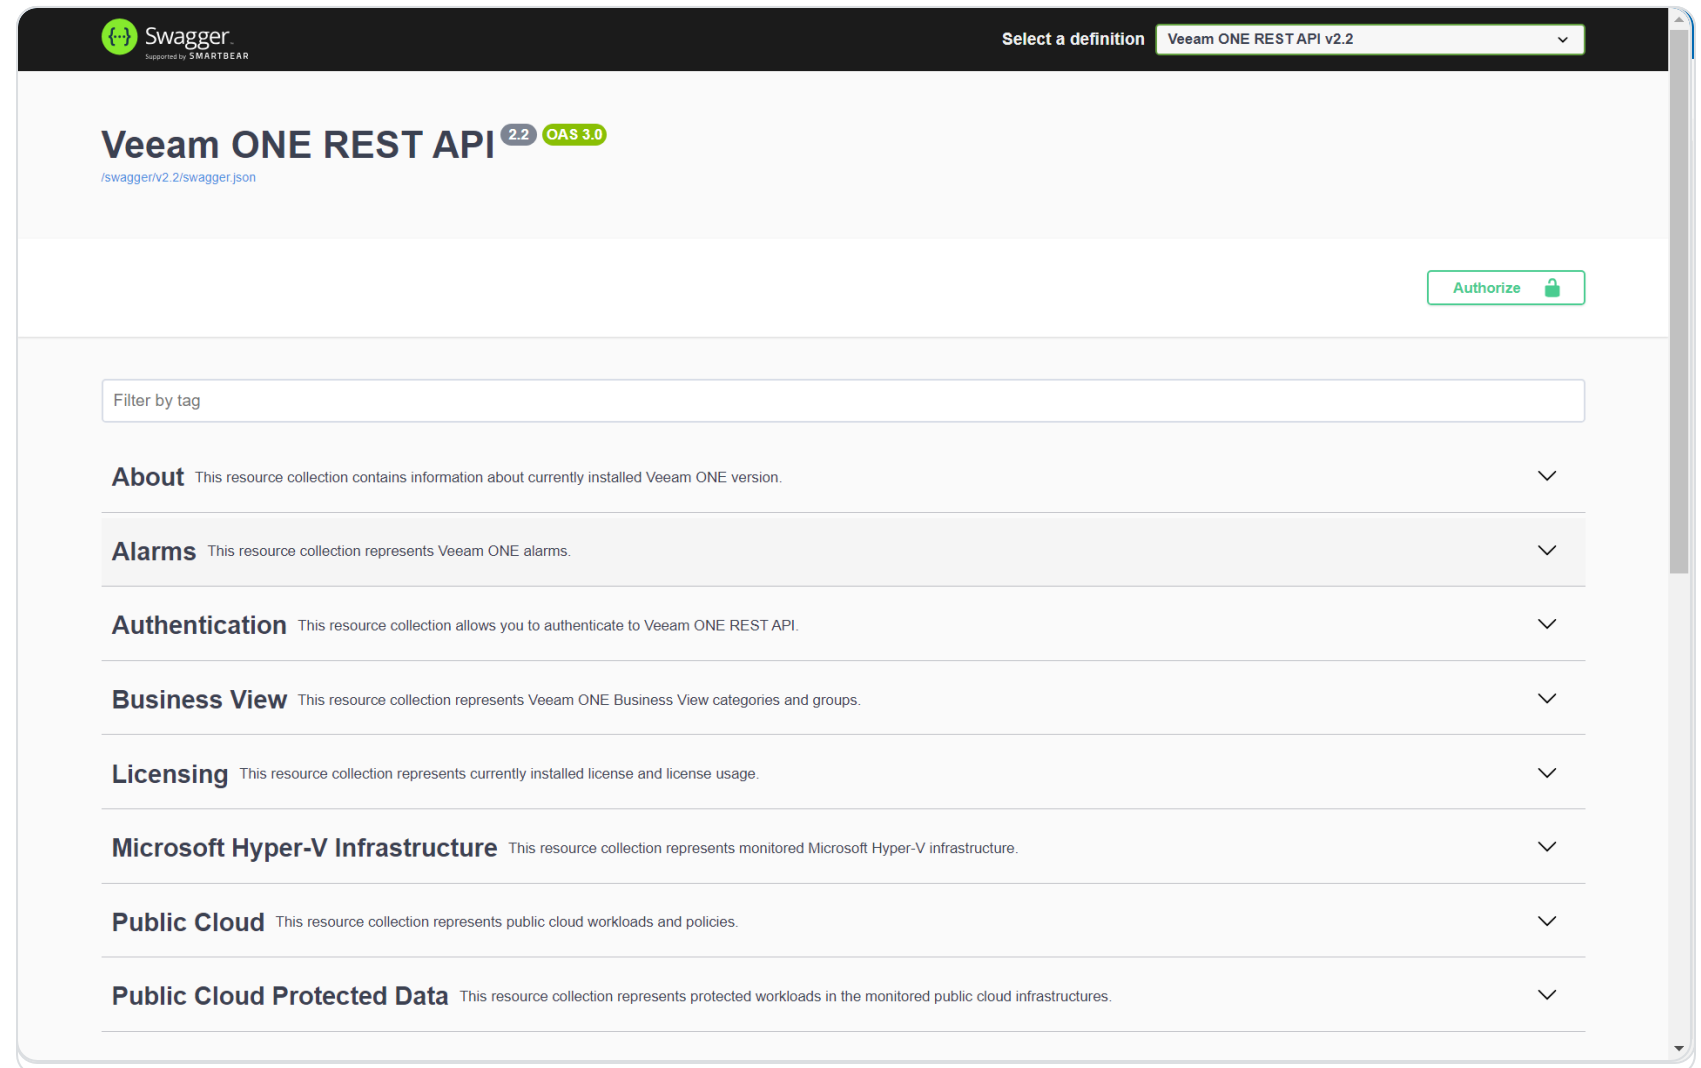 Swagger
Supported by SMARTBEAR
Select a definition
Veeam ONE REST API v2.2
Veeam ONE REST API 2.2 OAS 3.0
/swagger/v2.2/swagger.json
Authorize
Filter by tag
About This resource collection contains information about currently installed Veeam ONE version.
Alarms This resource collection represents Veeam ONE alarms.
Authentication This resource collection allows you to authenticate to Veeam ONE REST API.
Business View This resource collection represents Veeam ONE Business View categories and groups.
Licensing This resource collection represents currently installed license and license usage.
Microsoft Hyper-V Infrastructure This resource collection represents monitored Microsoft Hyper-V infrastructure.
Public Cloud This resource collection represents public cloud workloads and policies.
Public Cloud Protected Data This resource collection represents protected workloads in the monitored public cloud infrastructures.